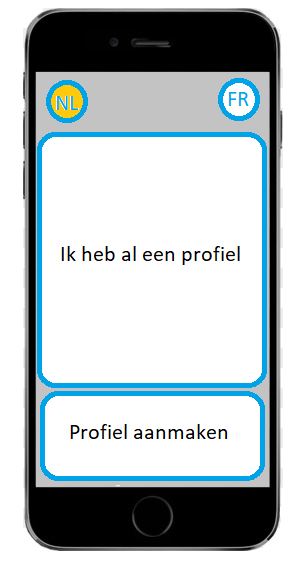 NL
FR
Ik heb al een profiel
Profiel aanmaken